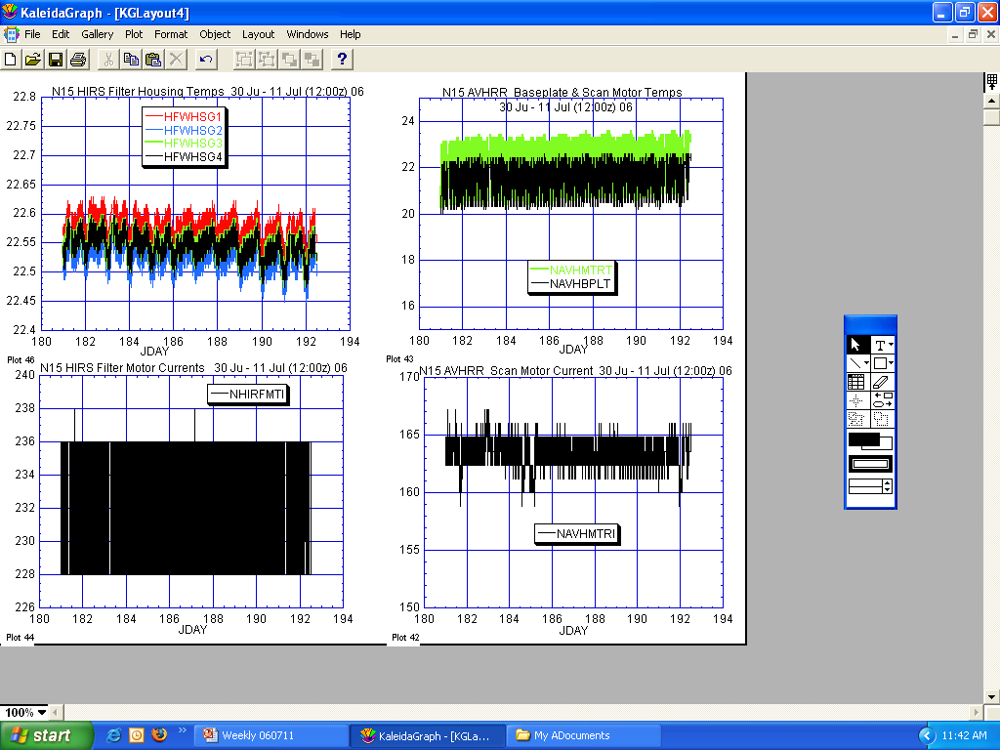 KaleidaGraph - [KGLayout4]
File Edit Gallery Plot Format Object Layout Windows Help
N15 HIRS Filter Housing Temps 30 Ju - 11 Jul (12:00z) 06
22.8
22.75
22.7
22.65
22.6
22.55
22.5
22.45
22.4
HFWHSG1
HFWHSG2
HFWHSG3
HFWHSG4
180 182 184 186 188 190 192 194
JDAY
Plot 46
N15 AVHRR Baseplate & Scan Motor Temps
30 Ju - 11 Jul (12:00z) 06
24
22
20
18
16
NAVHMTRT
NAVHBPLT
180 182 184 186 188 190 192 194
JDAY
Plot 43
N15 HIRS Filter Motor Currents 30 Ju - 11 Jul (12:00z) 06
240
238
236
234
232
230
228
226
NHIRFMTI
180 182 184 186 188 190 192 194
JDAY
Plot 44
N15 AVHRR Scan Motor Current 30 Ju - 11 Jul (12:00z) 06
170
165
160
155
150
NAVHMTRI
180 182 184 186 188 190 192 194
JDAY
Plot 42
T
100%
start
Weekly 060711
KaleidaGraph - [KGLa...
My ADocuments
11:42 AM